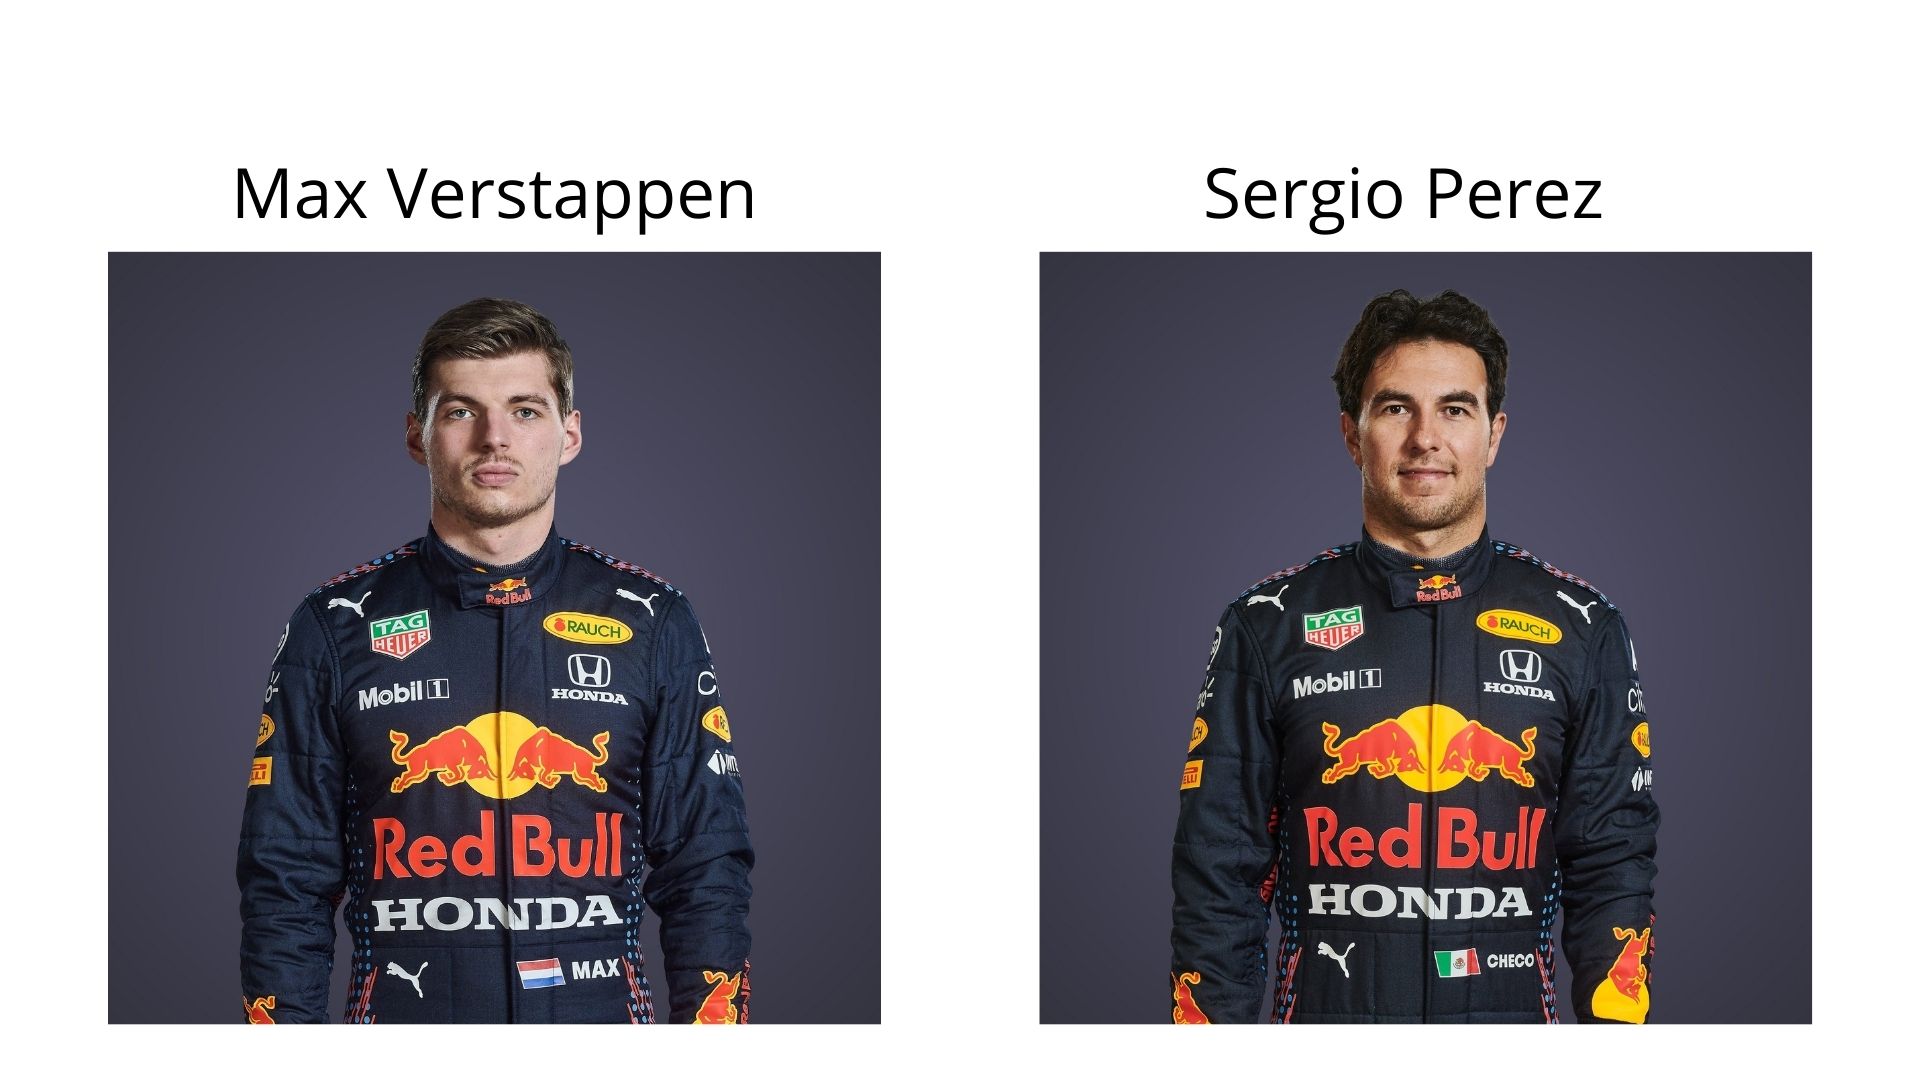 Max Verstappen
Sergio Perez
Red Bull
TAG
HEUER
RAUCH
Mobil 1
HONDA
Red Bull
HONDA
MAX
Red Bull
TAG
HEUER
RAUCH
Mobil 1
HONDA
Red Bull
HONDA
CHECO